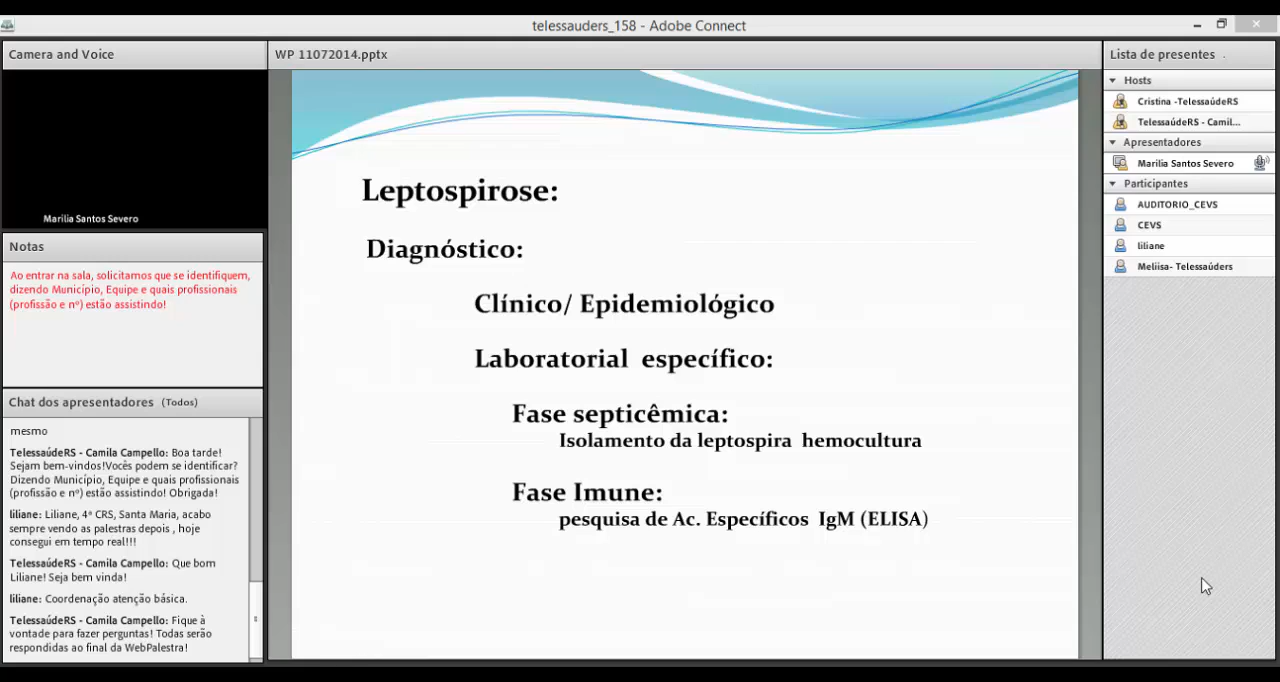 telessauders_158 - Adobe Connect
Camera and Voice
Marilia Santos Severo
Notas
Ao entrar na sala, solicitamos que se identifiquem,
dizendo Município, Equipe e quais profissionais
(profissão e nº) estão assistindo!
Chat dos apresentadores (Todos)
mesmo
TelessaúdeRS - Camila Campello: Boa tarde!
Sejam bem-vindos!Vocês podem se identificar?
Dizendo Município, Equipe e quais profissionais
(profissão e nº) estão assistindo! Obrigada!
liliane: Liliane, 4ª CRS, Santa Maria, acabo
sempre vendo as palestras depois , hoje
consegui em tempo real!!!
TelessaúdeRS - Camila Campello: Que bom
Liliane! Seja bem vinda!
liliane: Coordenação atenção básica.
TelessaúdeRS - Camila Campello: Fique à
vontade para fazer perguntas! Todas serão
respondidas ao final da WebPalestra!
WP 11072014.pptx
Leptospirose:
Diagnóstico:
Clínico/ Epidemiológico
Laboratorial específico:
Fase septicêmica:
Isolamento da leptospira hemocultura
Fase Imune:
pesquisa de Ac. Específicos IgM (ELISA)
Lista de presentes
Hosts
Cristina -TelessaúdeRS
TelessaúdeRS - Camil...
Apresentadores
Marilia Santos Severo
Participantes
AUDITORIO_CEVS
CEVS
liliane
Meliisa- Telessaúders